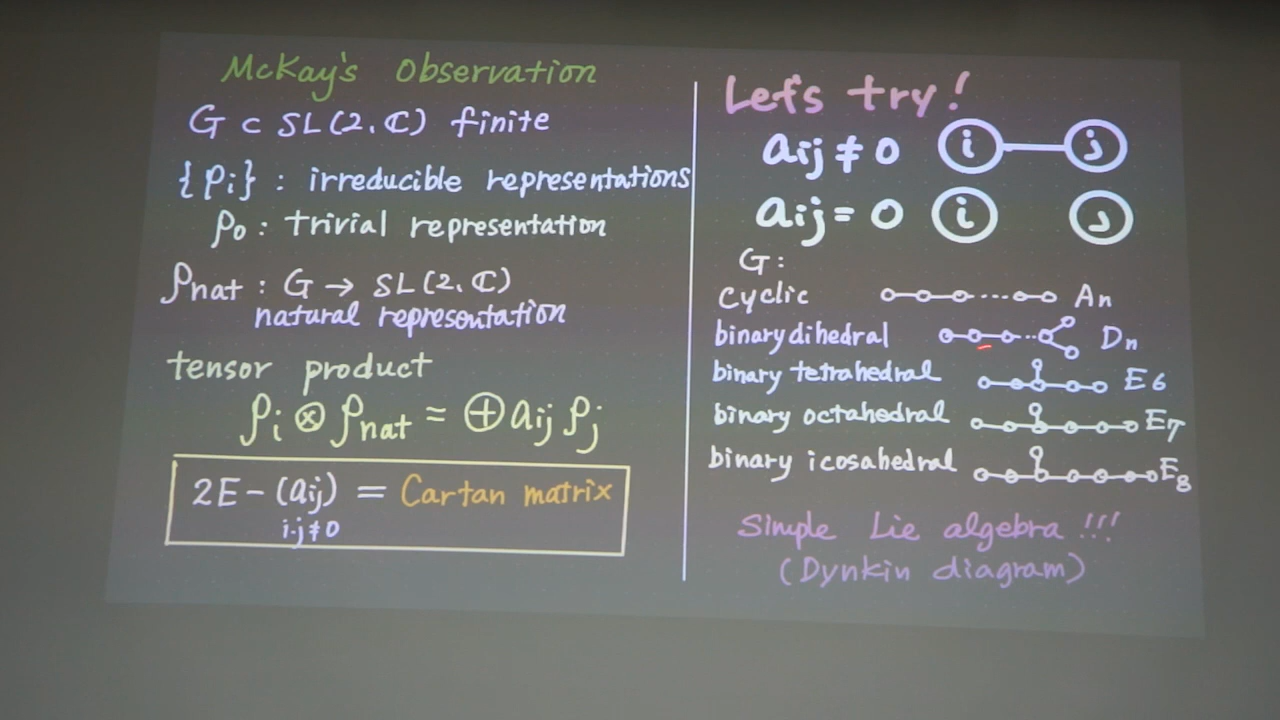 McKay's Observation
G ⊂ SL(2, ℂ) finite
{ρi} : irreducible representations
ρ0 : trivial representation
ρnat : G → SL(2, ℂ)
natural representation
tensor product
ρi ⊗ ρnat = ⊕ aij ρj
2E - (aij) = Cartan matrix
i·j ≠ 0
Let's try!
aij ≠ 0 i j
aij = 0 i j
G:
cyclic An
binary dihedral Dn
binary tetrahedral E6
binary octahedral E7
binary icosahedral E8
Simple Lie algebra !!!
(Dynkin diagram)